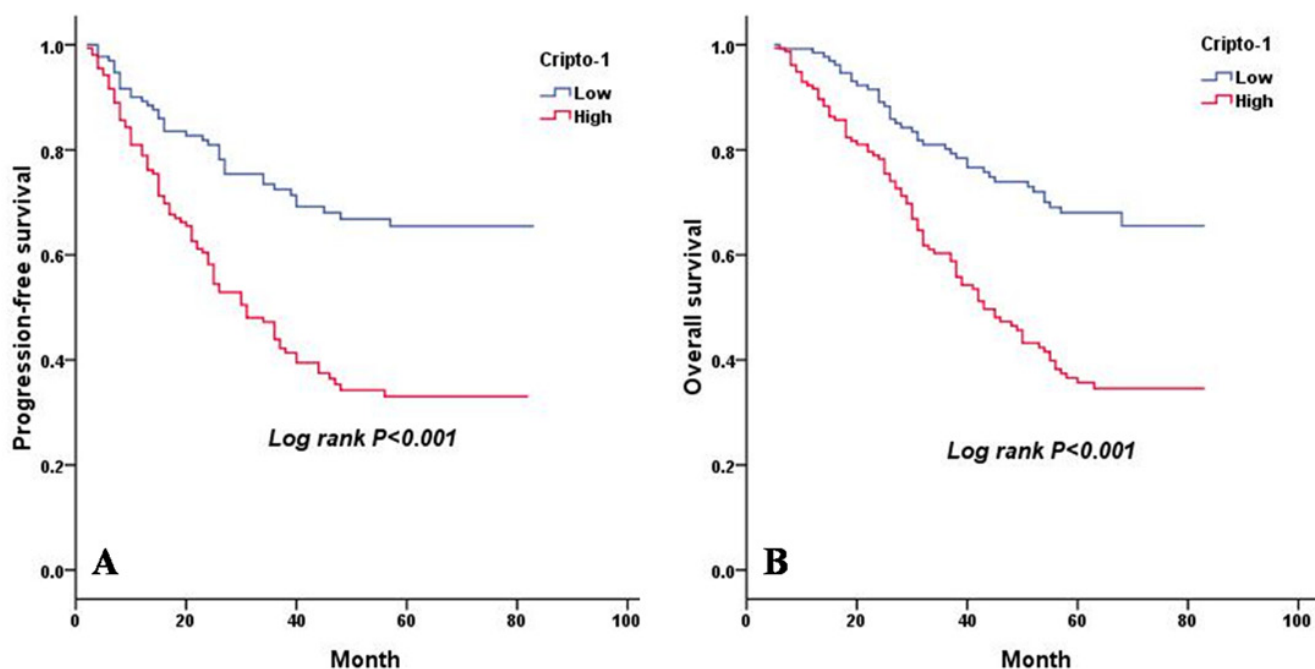 Progression-free survival
1.0
0.8
0.6
0.4
0.2
0.0
Cripto-1
Low
High
Log rank P<0.001
A
0
20
40
60
80
100
Month
Overall survival
1.0
0.8
0.6
0.4
0.2
0.0
Cripto-1
Low
High
Log rank P<0.001
B
0
20
40
60
80
100
Month